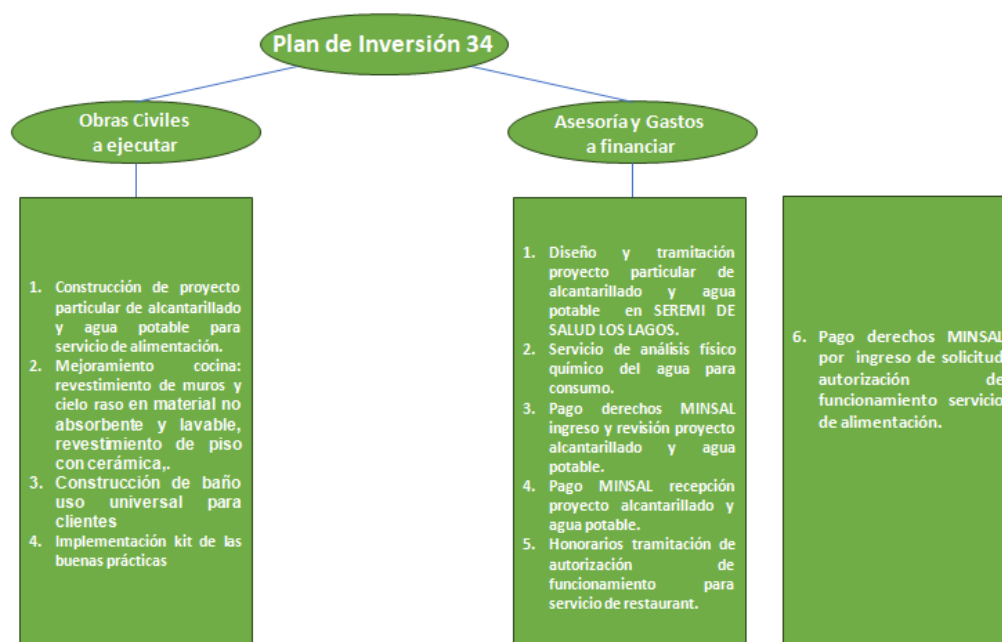 Plan de Inversión 34
Obras Civiles
a ejecutar
Asesoría y Gastos
a financiar
1. Construcción de proyecto
particular de alcantarillado
y agua potable para
servicio de alimentación.
2. Mejoramiento cocina:
revestimiento de muros y
cielo raso en material no
absorbente y lavable,
revestimiento de piso
con cerámica,.
3. Construcción de baño
uso universal para
clientes
4. Implementación kit de las
buenas prácticas
1. Diseño y tramitación
proyecto particular de
alcantarillado y agua
potable en SEREMI DE
SALUD LOS LAGOS.
2. Servicio de análisis físico
químico del agua para
consumo.
3. Pago derechos MINSAL
ingreso y revisión proyecto
alcantarillado y agua
potable.
4. Pago MINSAL recepción
proyecto alcantarillado y
agua potable.
5. Honorarios tramitación de
autorización de
funcionamiento para
servicio de restaurant.
6. Pago derechos MINSAL
por ingreso de solicitud
autorización de
funcionamiento servicio
de alimentación.